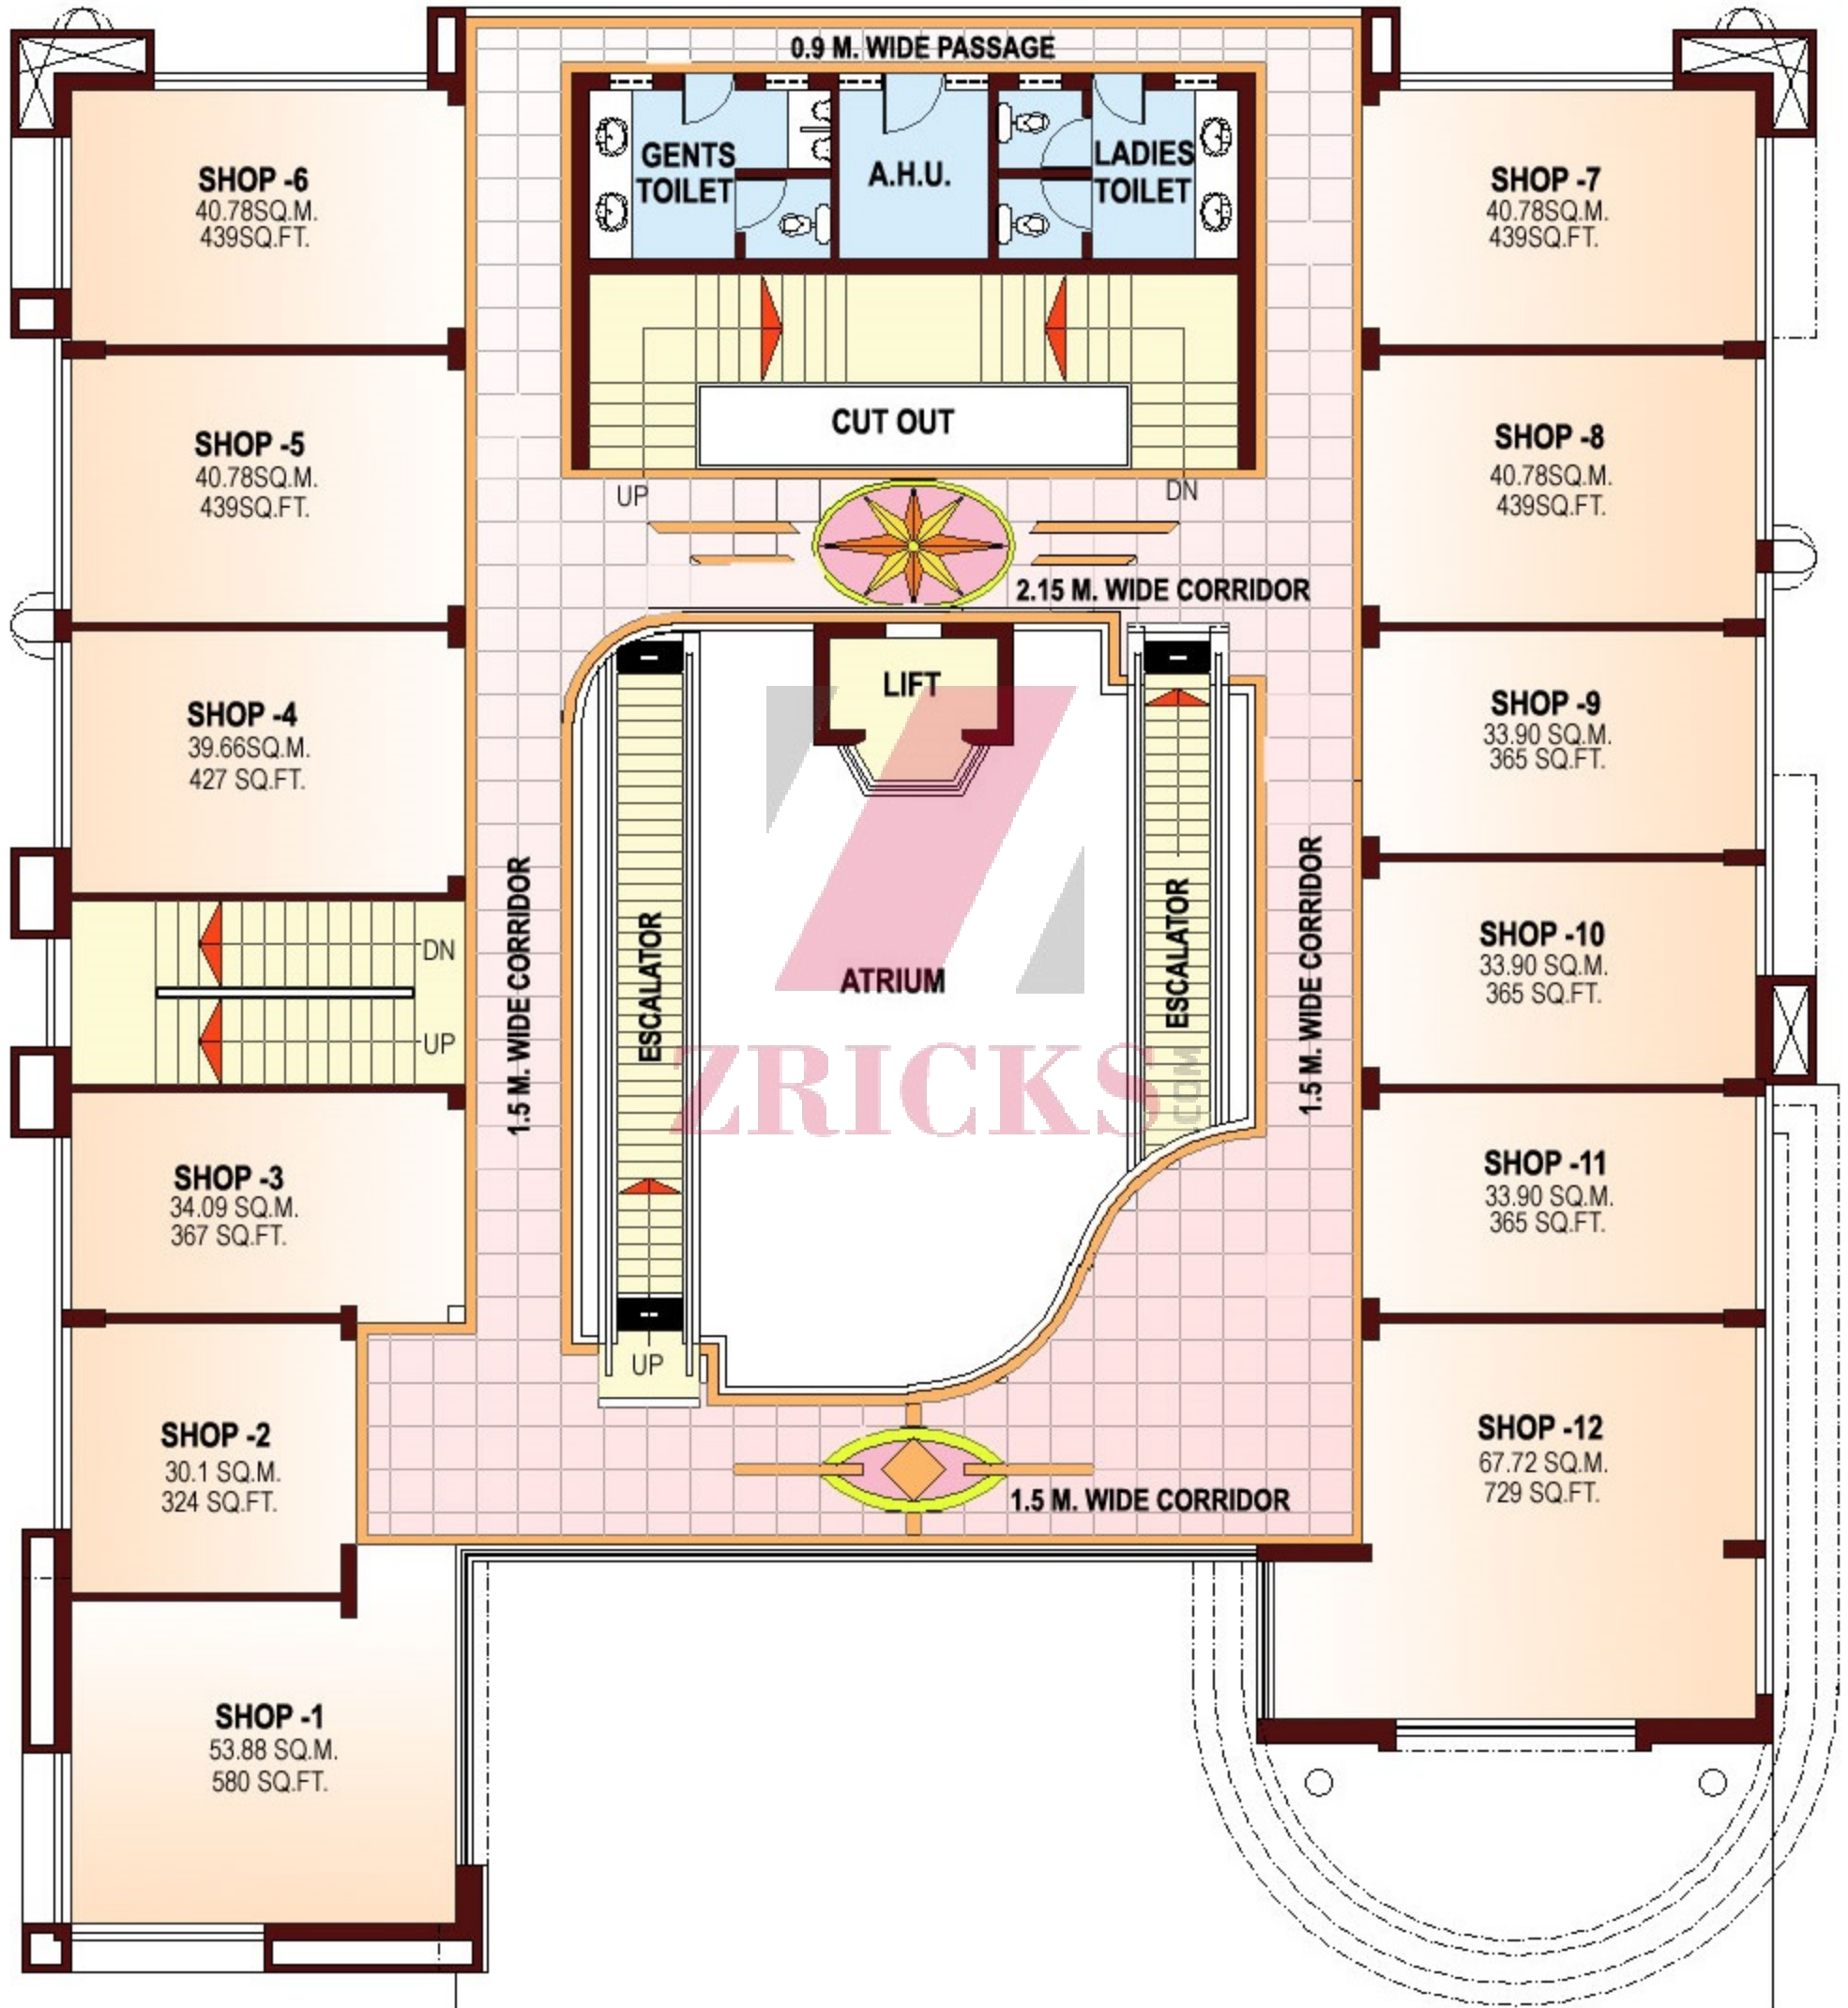 0.9 M. WIDE PASSAGE
SHOP -6
40.78SQ.M.
439SQ.FT.
GENTS
TOILET
A.H.U.
LADIES
TOILET
SHOP -7
40.78SQ.M.
439SQ.FT.
CUT OUT
SHOP -5
40.78SQ.M.
439SQ.FT.
UP
DN
SHOP -8
40.78SQ.M.
439SQ.FT.
2.15 M. WIDE CORRIDOR
LIFT
SHOP -4
39.66SQ.M.
427 SQ.FT.
SHOP -9
33.90 SQ.M.
365 SQ.FT.
DN
UP
1.5 M. WIDE CORRIDOR
ESCALATOR
ATRIUM
ESCALATOR
1.5 M. WIDE CORRIDOR
SHOP -10
33.90 SQ.M.
365 SQ.FT.
ZRICKS
.COM
SHOP -3
34.09 SQ.M.
367 SQ.FT.
SHOP -11
33.90 SQ.M.
365 SQ.FT.
UP
SHOP -2
30.1 SQ.M.
324 SQ.FT.
1.5 M. WIDE CORRIDOR
SHOP -12
67.72 SQ.M.
729 SQ.FT.
SHOP -1
53.88 SQ.M.
580 SQ.FT.